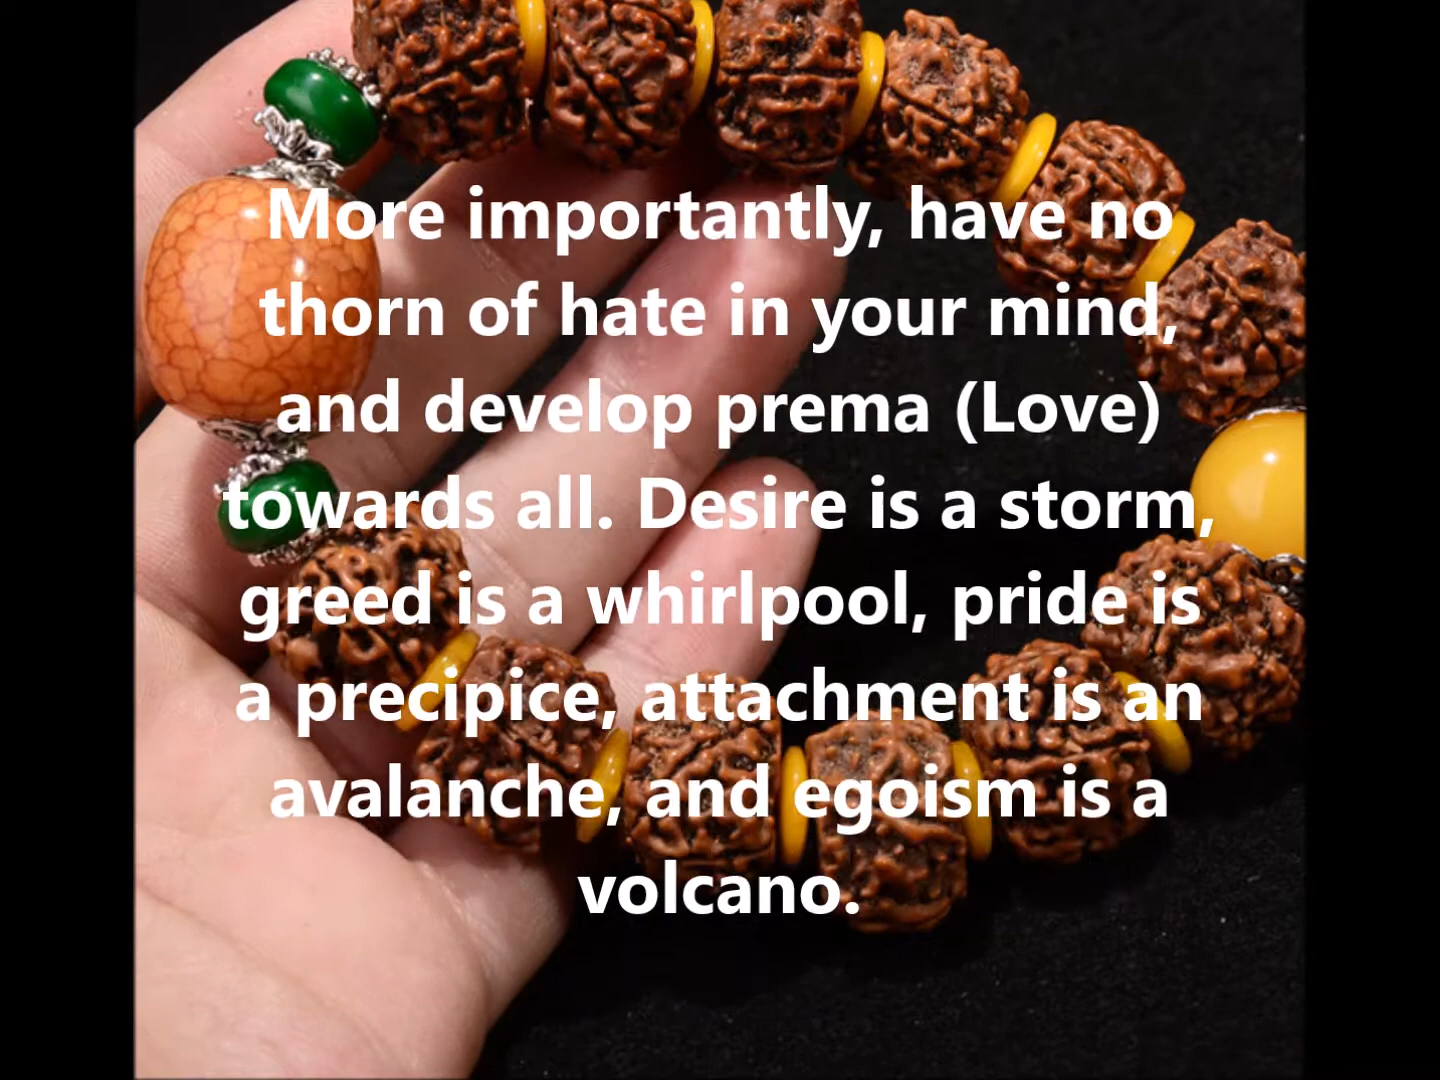 More importantly, have no
thorn of hate in your mind,
and develop prema (Love)
towards all. Desire is a storm,
greed is a whirlpool, pride is
a precipice, attachment is an
avalanche, and egoism is a
volcano.